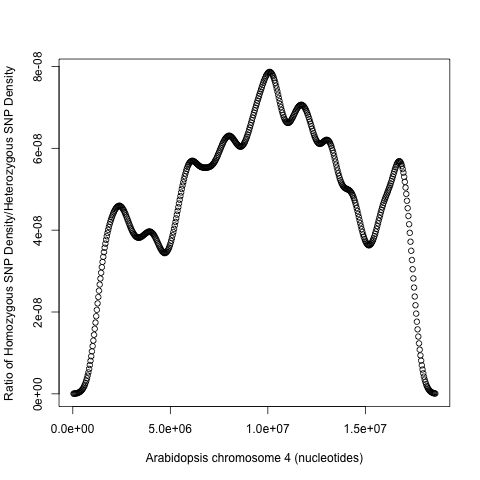 Ratio of Homozygous SNP Density/Heterozygous SNP Density
8e-08
6e-08
4e-08
2e-08
0e+00
0.0e+00 5.0e+06 1.0e+07 1.5e+07
Arabidopsis chromosome 4 (nucleotides)